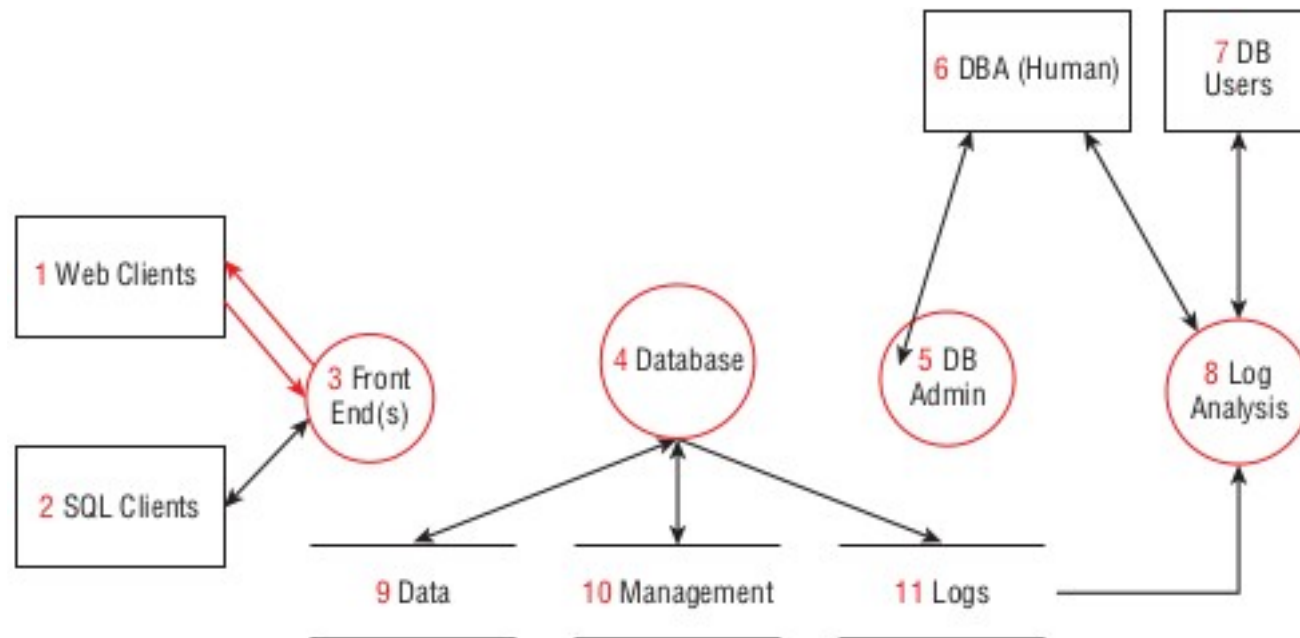 6 DBA (Human)
7 DB
Users
1 Web Clients
3 Front
End(s)
4 Database
5 DB
Admin
8 Log
Analysis
2 SQL Clients
9 Data
10 Management
11 Logs